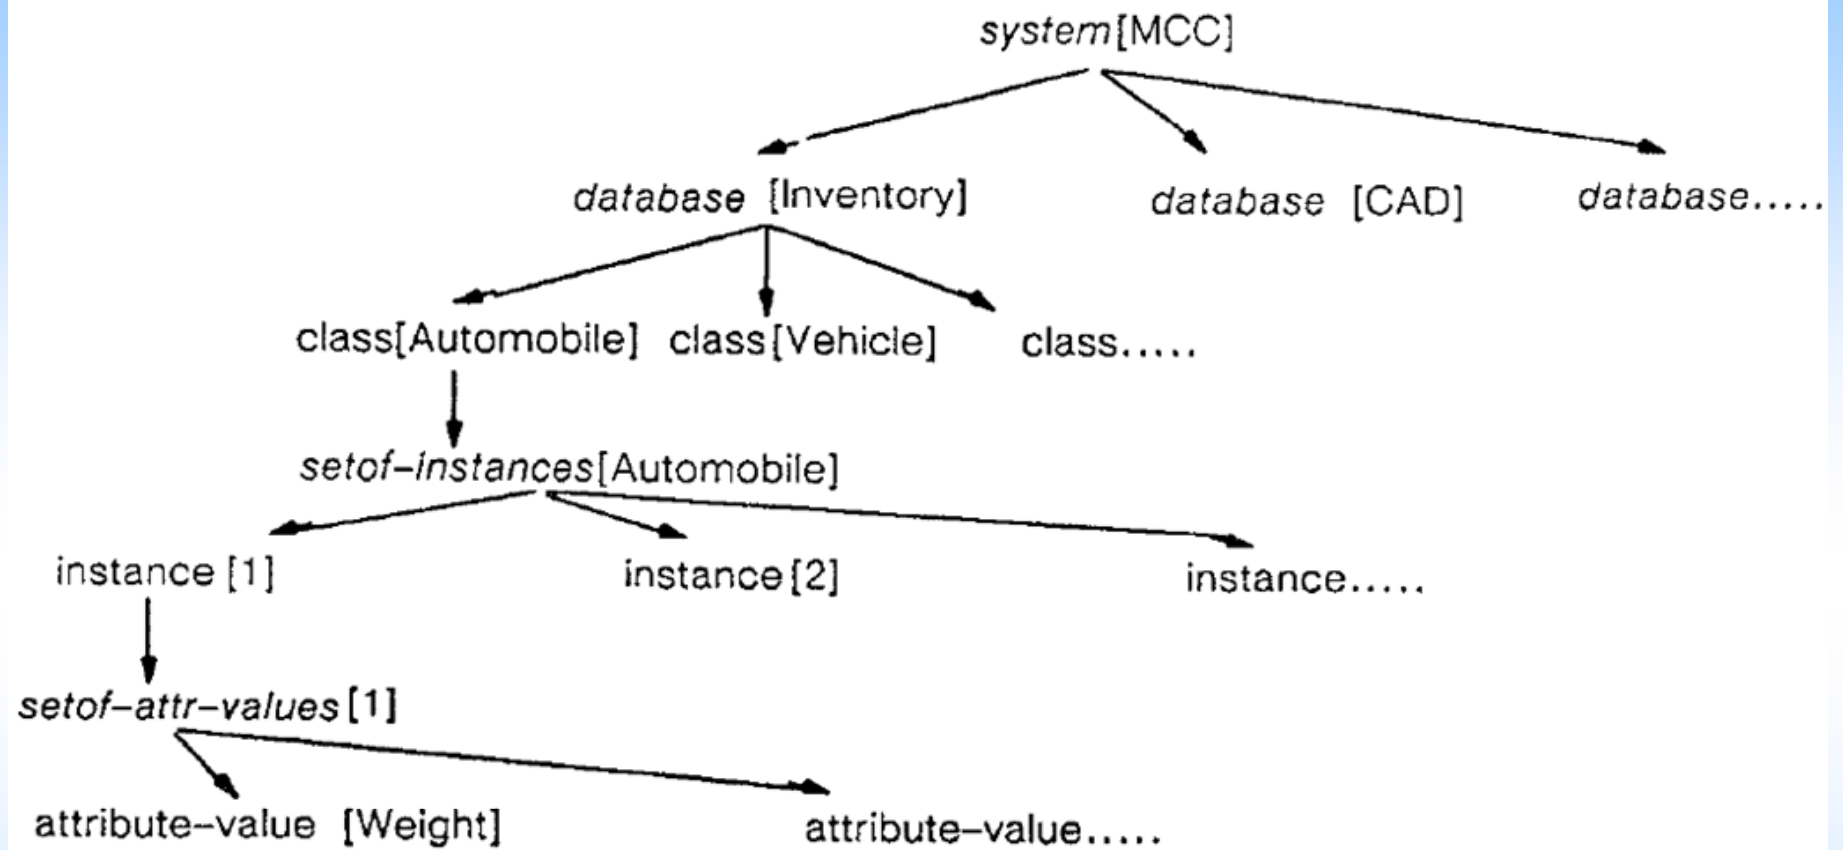 system[MCC]
database [Inventory] database [CAD] database.....
class[Automobile] class[Vehicle] class.....
setof-instances[Automobile]
instance[1] instance[2] instance.....
setof-attr-values[1]
attribute-value [Weight] attribute-value.....